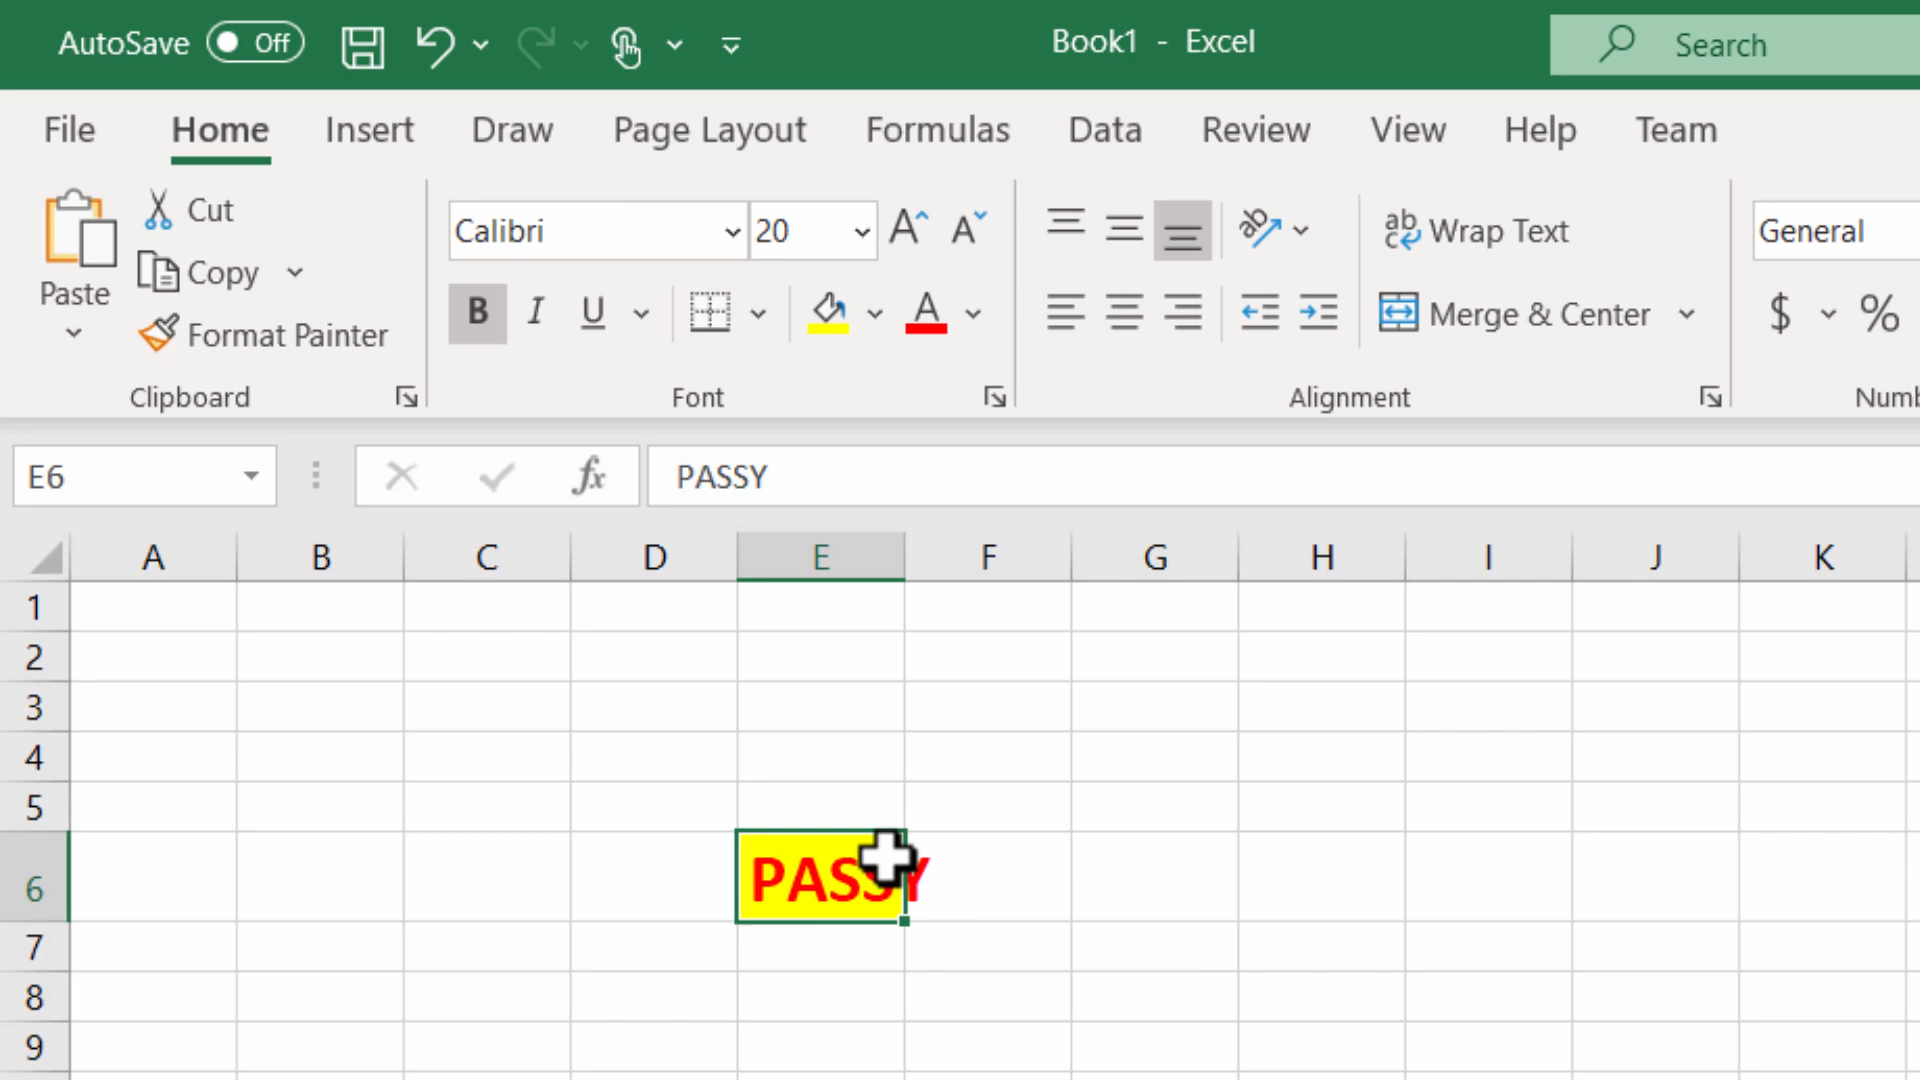 AutoSave Off Book1 - Excel Search
File Home Insert Draw Page Layout Formulas Data Review View Help Team
Paste
Cut
Copy
Format Painter
Clipboard
Calibri 20
B I U
Font
Wrap Text
Merge & Center
Alignment
General
$ %
E6 fx PASSY
A B C D E F G H I J K
1
2
3
4
5
6 PASSY
7
8
9